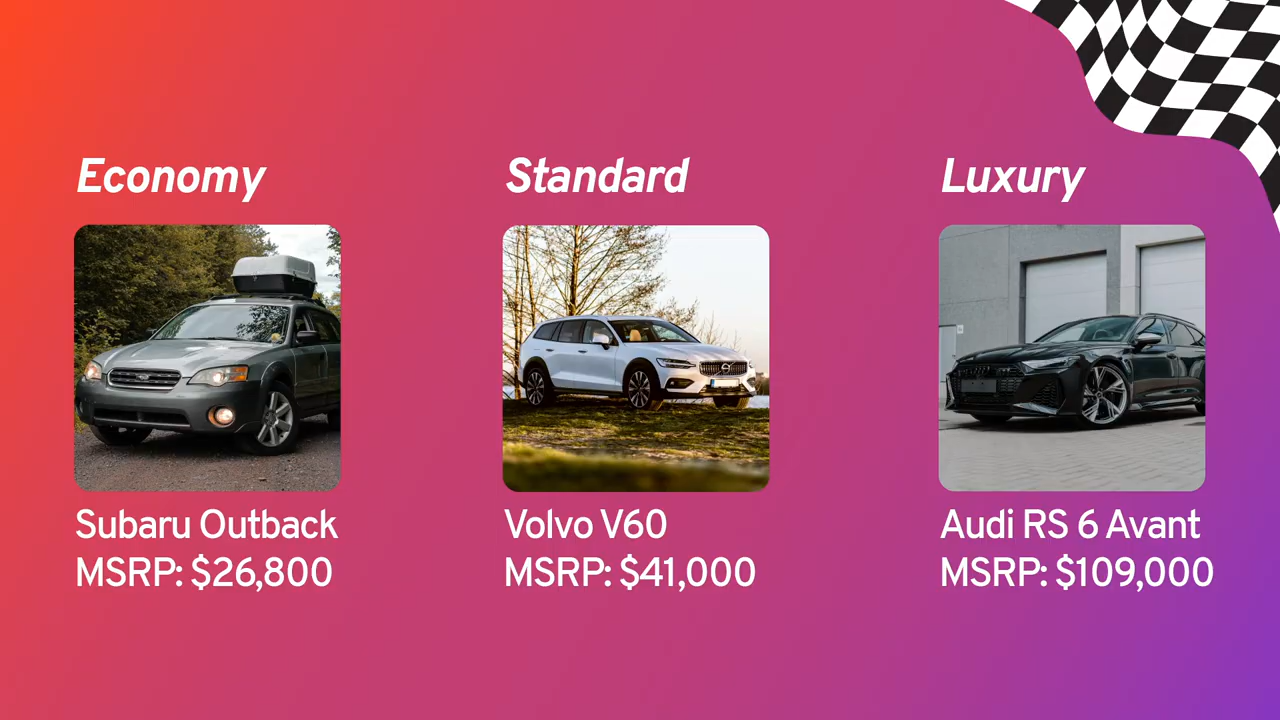 Economy
Standard
Luxury
Subaru Outback
MSRP: $26,800
Volvo V60
MSRP: $41,000
Audi RS 6 Avant
MSRP: $109,000